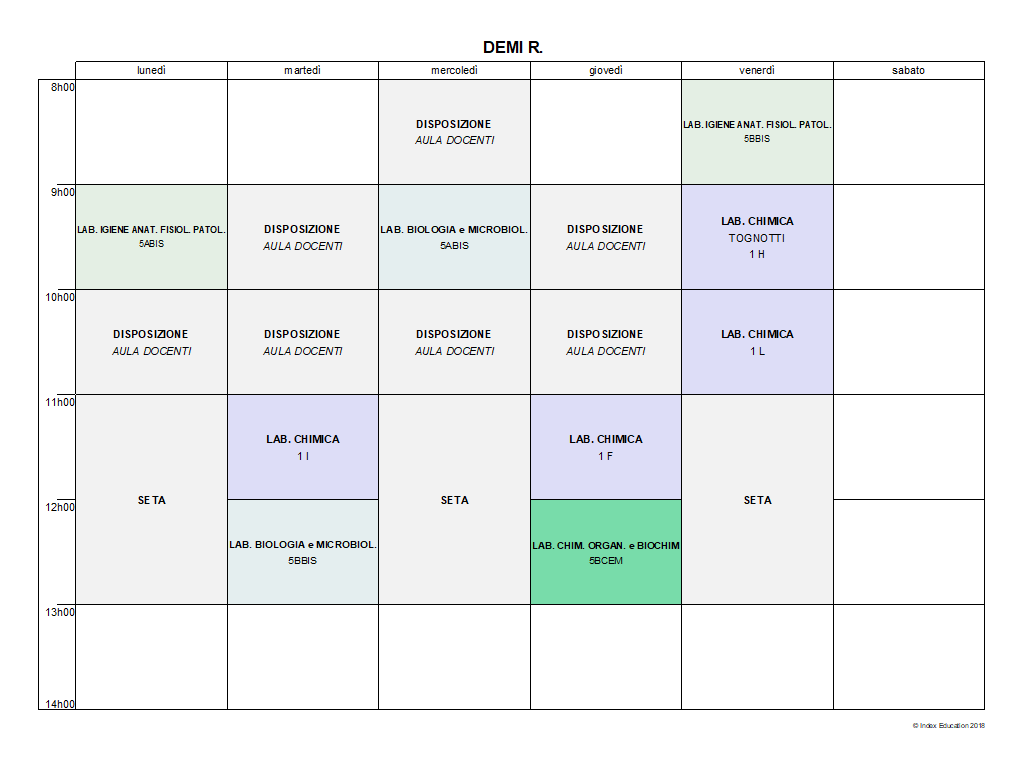 DEMI R.
lunedì
martedì
mercoledì
giovedì
venerdì
sabato
8h00
DISPOSIZIONE
AULA DOCENTI
LAB. IGIENE ANAT. FISIOL. PATOL.
5BBIS
9h00
LAB. IGIENE ANAT. FISIOL. PATOL.
5ABIS
DISPOSIZIONE
AULA DOCENTI
LAB. BIOLOGIA e MICROBIOL.
5ABIS
DISPOSIZIONE
AULA DOCENTI
LAB. CHIMICA
TOGNOTTI
1 H
10h00
DISPOSIZIONE
AULA DOCENTI
DISPOSIZIONE
AULA DOCENTI
DISPOSIZIONE
AULA DOCENTI
DISPOSIZIONE
AULA DOCENTI
LAB. CHIMICA
1 L
11h00
SETA
LAB. CHIMICA
1 I
SETA
LAB. CHIMICA
1 F
SETA
12h00
LAB. BIOLOGIA e MICROBIOL.
5BBIS
LAB. CHIM. ORGAN. e BIOCHIM
5BCEM
13h00
14h00
© Index Education 2018